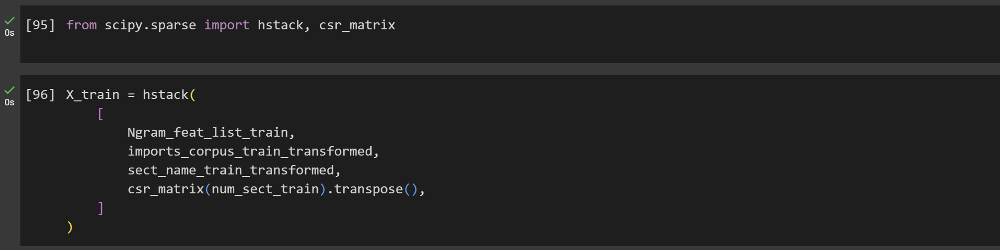 [95] from scipy.sparse import hstack, csr_matrix
0s
[96] X_train = hstack(
0s
[
Ngram_feat_list_train,
imports_corpus_train_transformed,
sect_name_train_transformed,
csr_matrix(num_sect_train).transpose(),
]
)